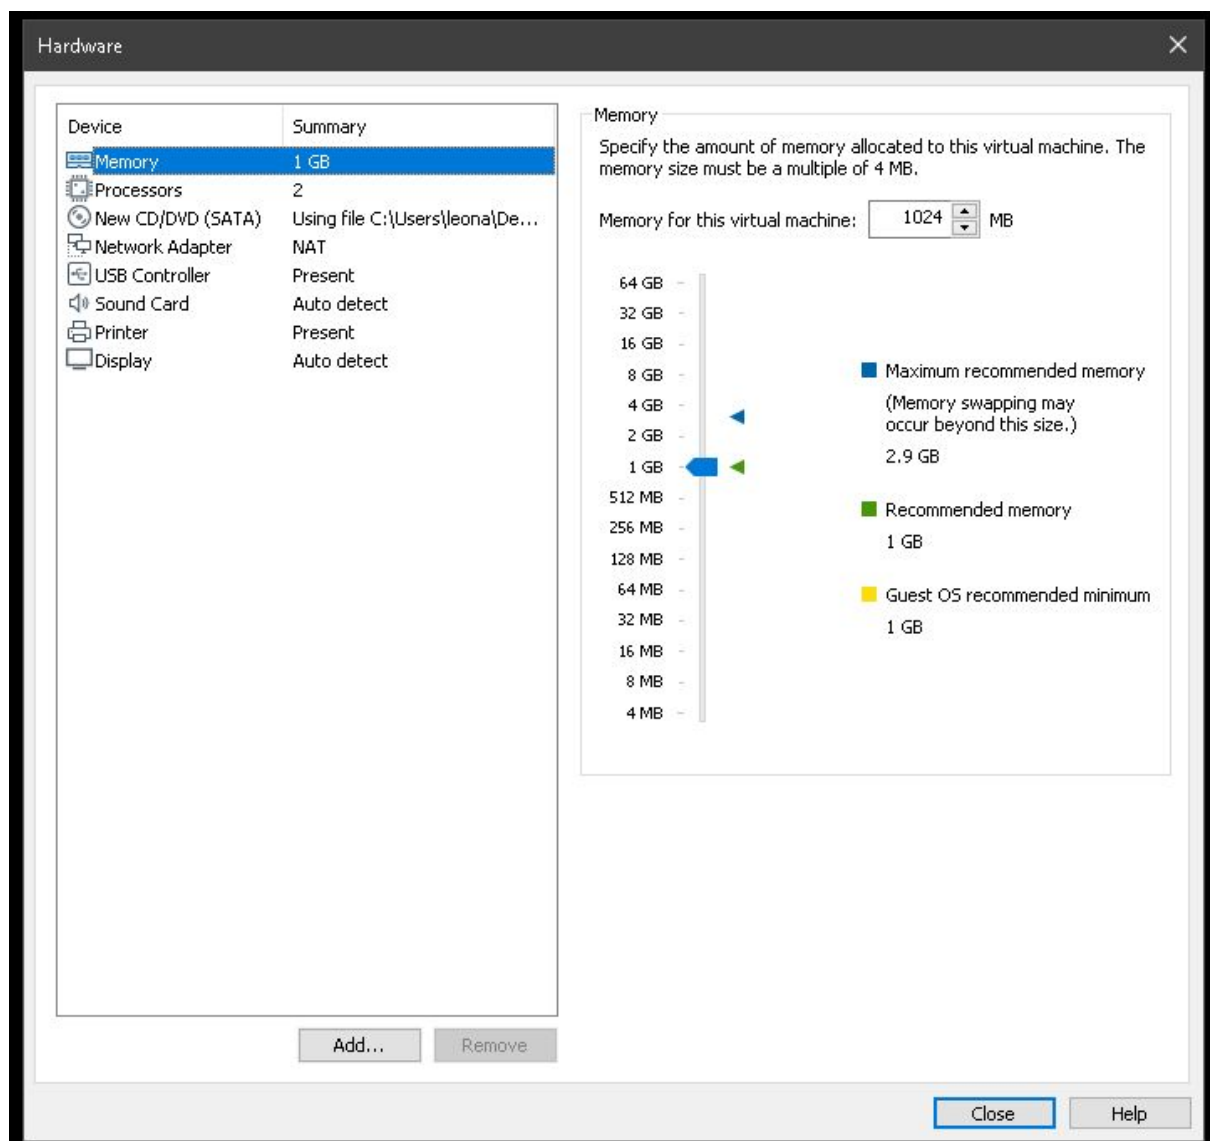 Hardware
Device Summary
Memory 1 GB
Processors 2
New CD/DVD (SATA) Using file C:\Users\leona\De...
Network Adapter NAT
USB Controller Present
Sound Card Auto detect
Printer Present
Display Auto detect
Add...
Remove
Memory
Specify the amount of memory allocated to this virtual machine. The
memory size must be a multiple of 4 MB.
Memory for this virtual machine: 1024 MB
64 GB
32 GB
16 GB
8 GB
4 GB
2 GB
1 GB
512 MB
256 MB
128 MB
64 MB
32 MB
16 MB
8 MB
4 MB
Maximum recommended memory
(Memory swapping may
occur beyond this size.)
2.9 GB
Recommended memory
1 GB
Guest OS recommended minimum
1 GB
Close
Help